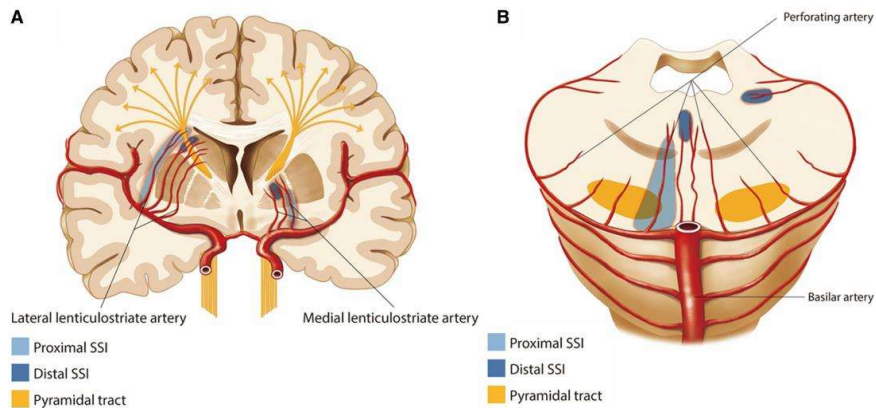 A
Lateral lenticulostriate artery
Medial lenticulostriate artery
Proximal SSI
Distal SSI
Pyramidal tract
B
Perforating artery
Basilar artery
Proximal SSI
Distal SSI
Pyramidal tract